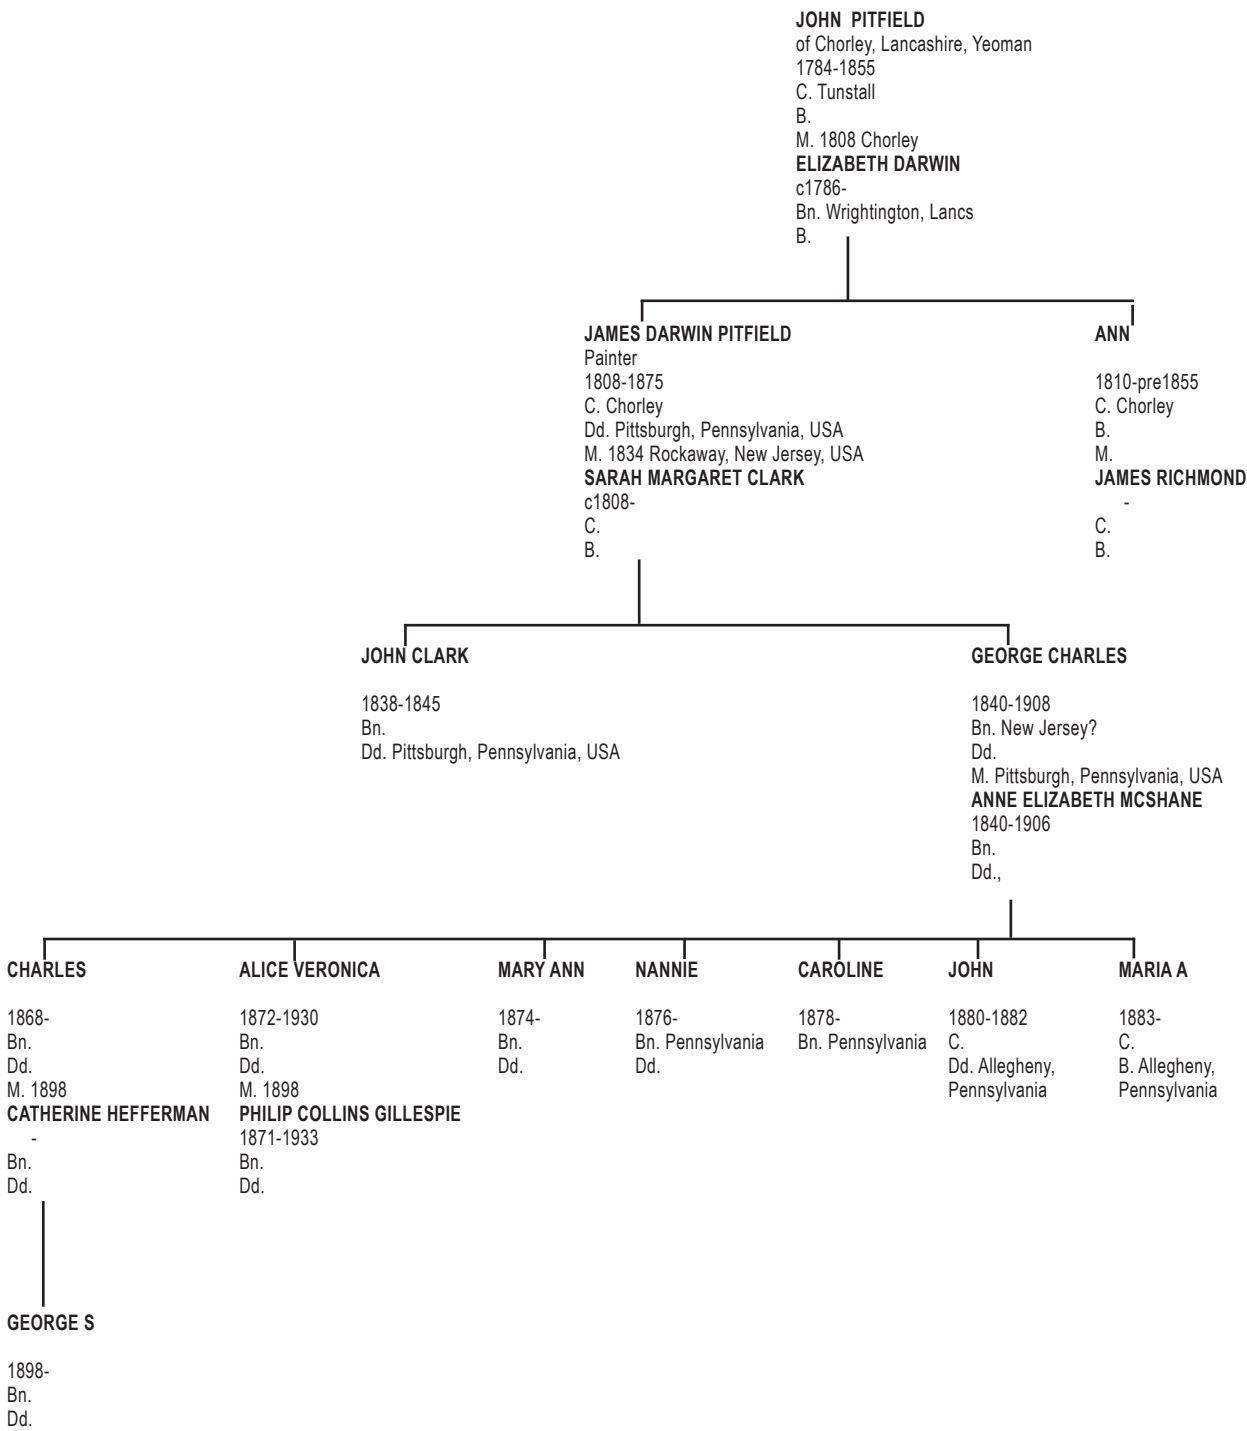 JOHN PITFIELD
of Chorley, Lancashire, Yeoman
1784-1855
C. Tunstall
B.
M. 1808 Chorley
ELIZABETH DARWIN
c1786-
Bn. Wrightington, Lancs
B.
JAMES DARWIN PITFIELD
Painter
1808-1875
C. Chorley
Dd. Pittsburgh, Pennsylvania, USA
M. 1834 Rockaway, New Jersey, USA
SARAH MARGARET CLARK
c1808-
C.
B.
ANN
1810-pre1855
C. Chorley
B.
M.
JAMES RICHMOND
-
C.
B.
JOHN CLARK
1838-1845
Bn.
Dd. Pittsburgh, Pennsylvania, USA
GEORGE CHARLES
1840-1908
Bn. New Jersey?
Dd.
M. Pittsburgh, Pennsylvania, USA
ANNE ELIZABETH MCSHANE
1840-1906
Bn.
Dd.,
CHARLES
1868-
Bn.
Dd.
M. 1898
CATHERINE HEFFERMAN
-
Bn.
Dd.
ALICE VERONICA
1872-1930
Bn.
Dd.
M. 1898
PHILIP COLLINS GILLESPIE
1871-1933
Bn.
Dd.
MARY ANN
1874-
Bn.
Dd.
NANNIE
1876-
Bn. Pennsylvania
Dd.
CAROLINE
1878-
Bn. Pennsylvania
JOHN
1880-1882
C.
Dd. Allegheny,
Pennsylvania
MARIA A
1883-
C.
B. Allegheny,
Pennsylvania
GEORGE S
1898-
Bn.
Dd.